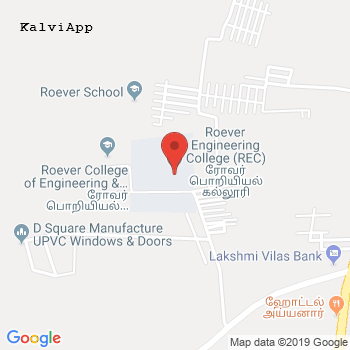 KalviApp
Roever School
Roever
Engineering
College (REC)
ரோவர்
பொறியியல்
கல்லூரி
Roever College
of Engineering &...
ரோவர்
பொறியியல்...
D Square Manufacture
UPVC Windows & Doors
Lakshmi Vilas Bank
ஹோட்டல்
அய்யனார்
Google
Map data ©2019 Google